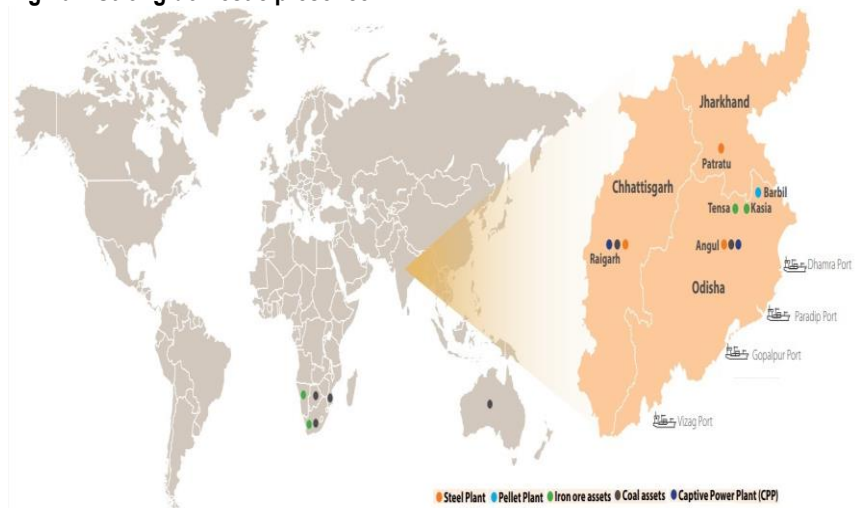 Jharkhand
Patratu
Chhattisgarh
Barbil
Tensa
Kasia
Raigarh
Angul
Odisha
Dhamra Port
Paradip Port
Gopalpur Port
Vizag Port
Steel Plant Pellet Plant Iron ore assets Coal assets Captive Power Plant (CPP)